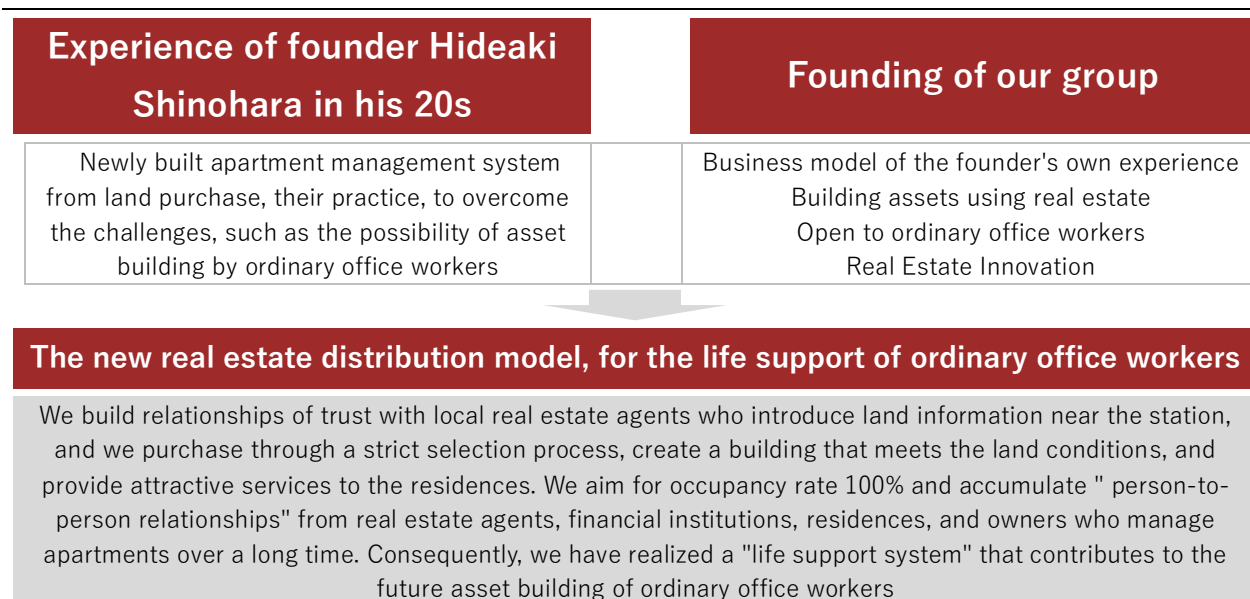 Experience of founder Hideaki
Shinohara in his 20s
Newly built apartment management system
from land purchase, their practice, to overcome
the challenges, such as the possibility of asset
building by ordinary office workers
Founding of our group
Business model of the founder's own experience
Building assets using real estate
Open to ordinary office workers
Real Estate Innovation
The new real estate distribution model, for the life support of ordinary office workers
We build relationships of trust with local real estate agents who introduce land information near the station,
and we purchase through a strict selection process, create a building that meets the land conditions, and
provide attractive services to the residences. We aim for occupancy rate 100% and accumulate " person-to-
person relationships" from real estate agents, financial institutions, residences, and owners who manage
apartments over a long time. Consequently, we have realized a "life support system" that contributes to the
future asset building of ordinary office workers